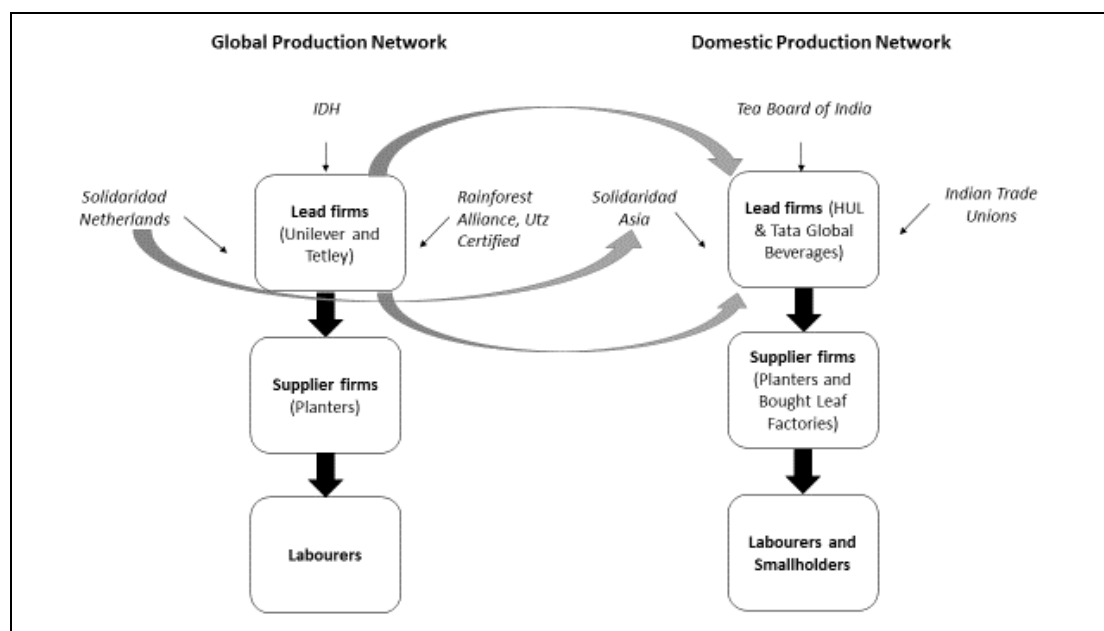 Global Production Network
Domestic Production Network
IDH
Tea Board of India
Solidaridad
Netherlands
Lead firms
(Unilever and
Tetley)
Rainforest
Alliance, Utz
Certified
Solidaridad
Asia
Lead firms (HUL
& Tata Global
Beverages)
Indian Trade
Unions
Supplier firms
(Planters)
Supplier firms
(Planters and
Bought Leaf
Factories)
Labourers
Labourers and
Smallholders